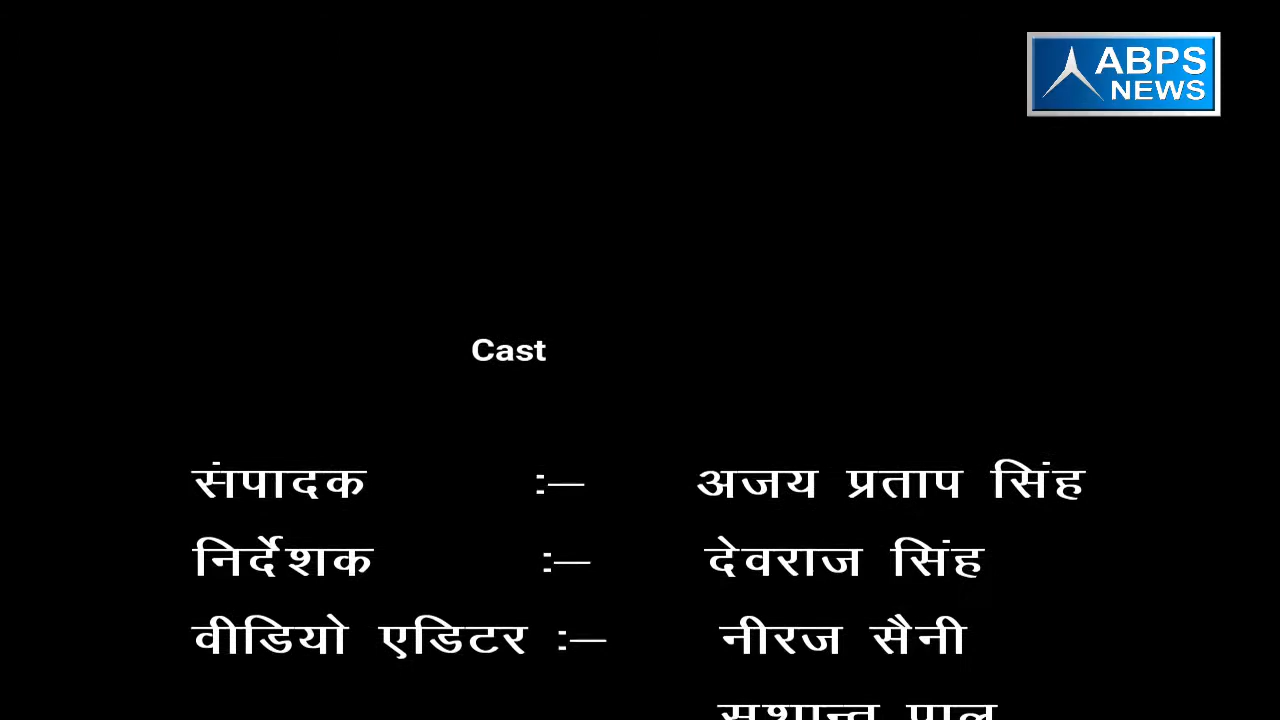 ABPS
NEWS
Cast
संपादक :— अजय प्रताप सिंह
निर्देशक :— देवराज सिंह
वीडियो एडिटर :— नीरज सैनी